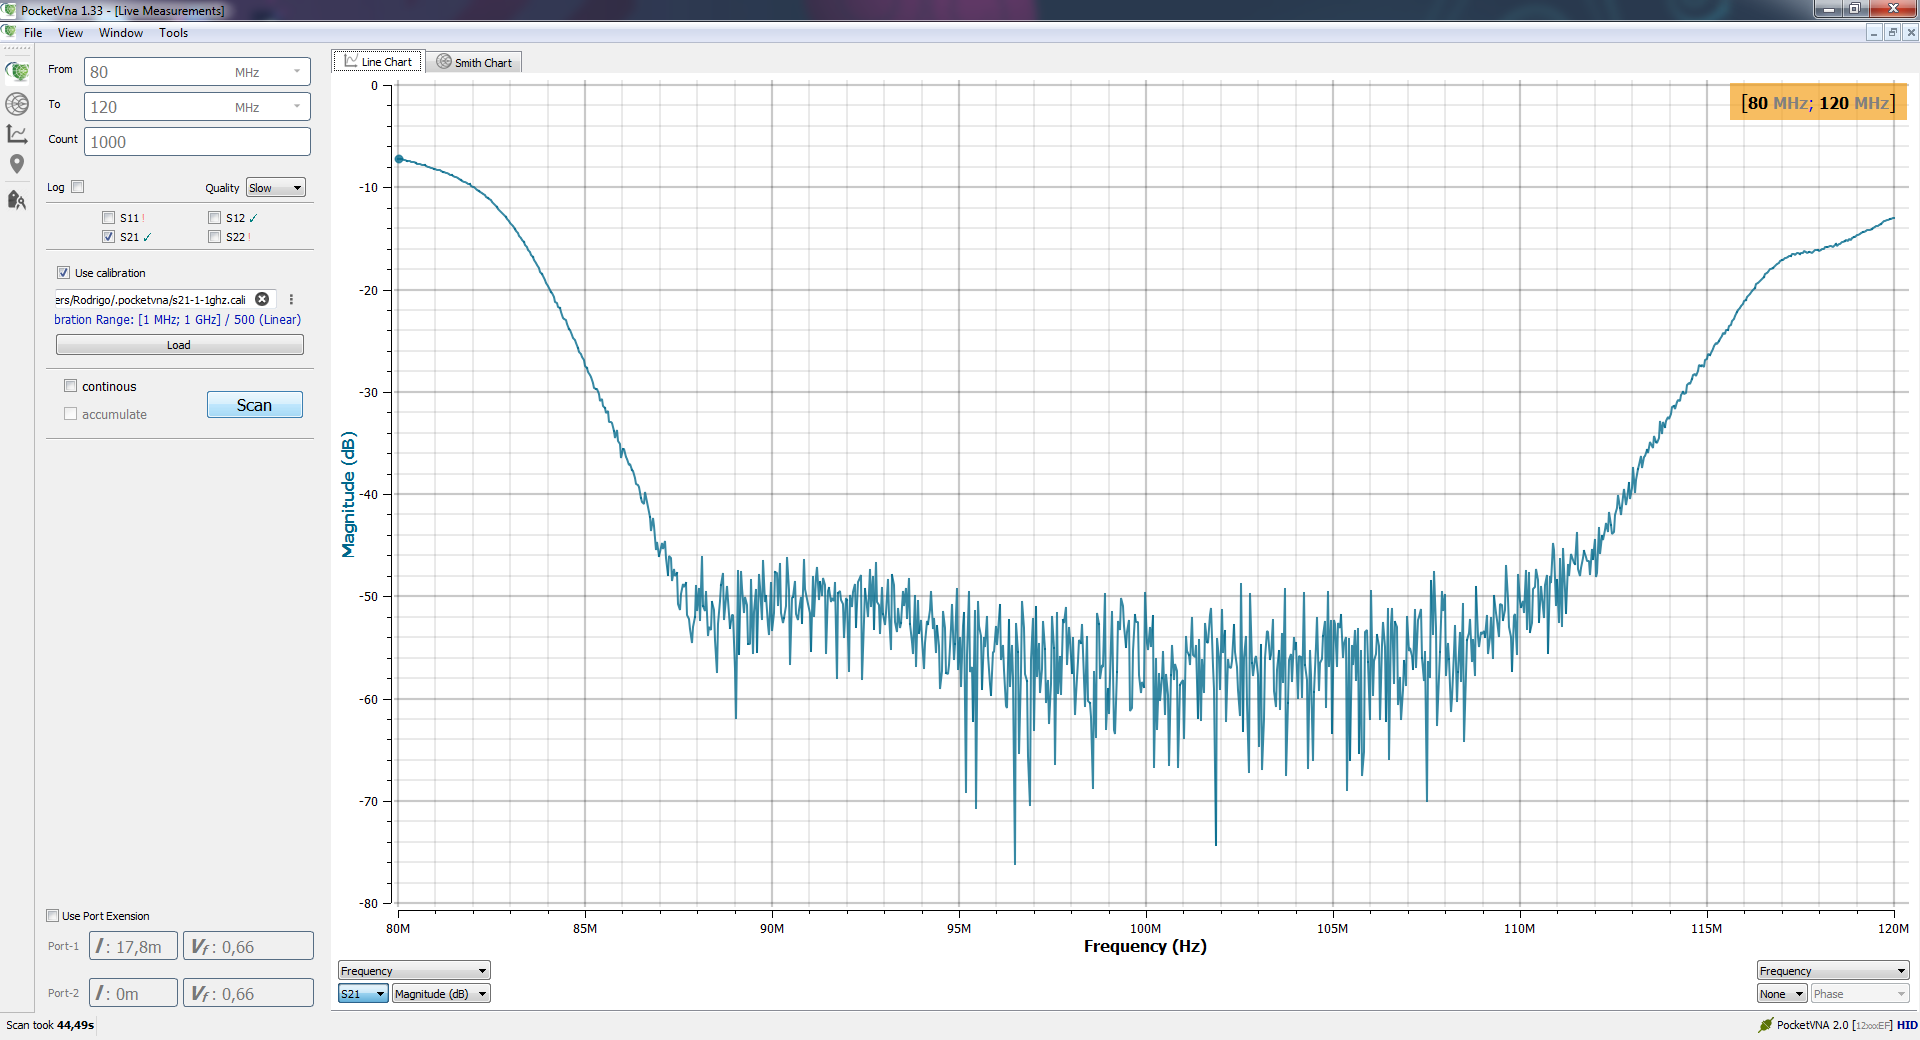 PocketVna 1.33 - [Live Measurements]
File View Window Tools
From 80 MHz
To 120 MHz
Count 1000
Log Quality Slow
S11 ! S12 ✓
S21 ✓ S22 !
Use calibration
ers/Rodrigo/.pocketvna/s21-1-1ghz.cali
bration Range: [1 MHz; 1 GHz] / 500 (Linear)
Load
continous
Scan
accumulate
Use Port Exension
Port-1 I : 17,8m Vf : 0,66
Port-2 I : 0m Vf : 0,66
Scan took 44,49s
Line Chart Smith Chart
[80 MHz; 120 MHz]
0
-10
-20
-30
-40
-50
-60
-70
-80
Magnitude (dB)
80M 85M 90M 95M 100M 105M 110M 115M 120M
Frequency (Hz)
Frequency Frequency
S21 Magnitude (dB) None Phase
PocketVNA 2.0 [12xxxEF] HID